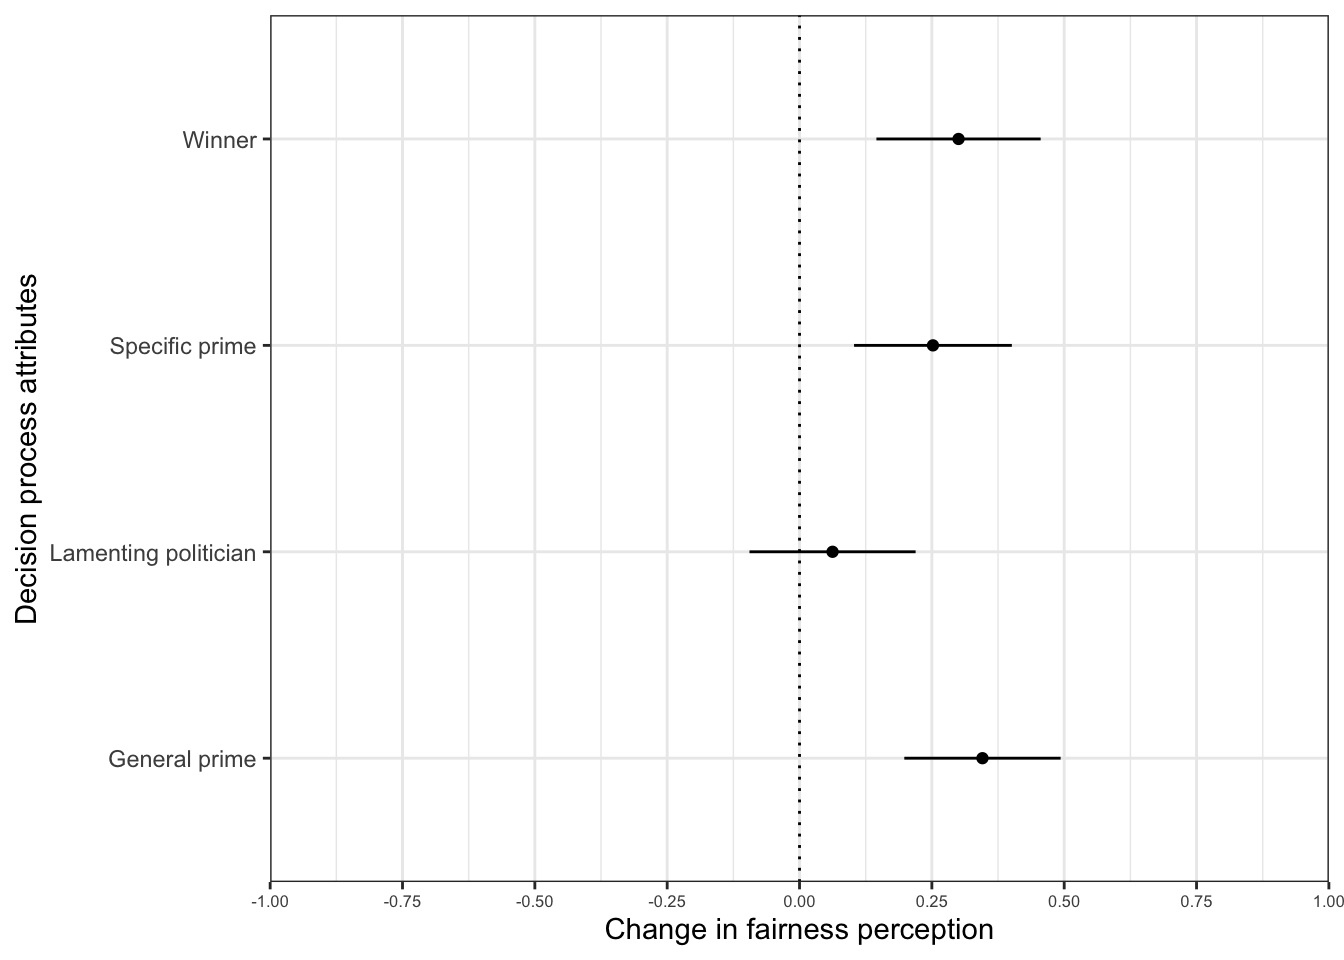 Decision process attributes
Winner
Specific prime
Lamenting politician
General prime
-1.00 -0.75 -0.50 -0.25 0.00 0.25 0.50 0.75 1.00
Change in fairness perception